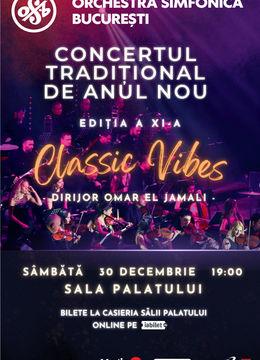 ORCHESTRA SIMFONICĂ
BUCUREȘTI
CONCERTUL
TRADIȚIONAL
DE ANUL NOU
EDIȚIA A XI-A
Classic Vibes
- DIRIJOR OMAR EL JAMALI -
SÂMBĂTĂ 30 DECEMBRIE 19:00
SALA PALATULUI
BILETE LA CASIERIA SĂLII PALATULUI
ONLINE PE iabilet